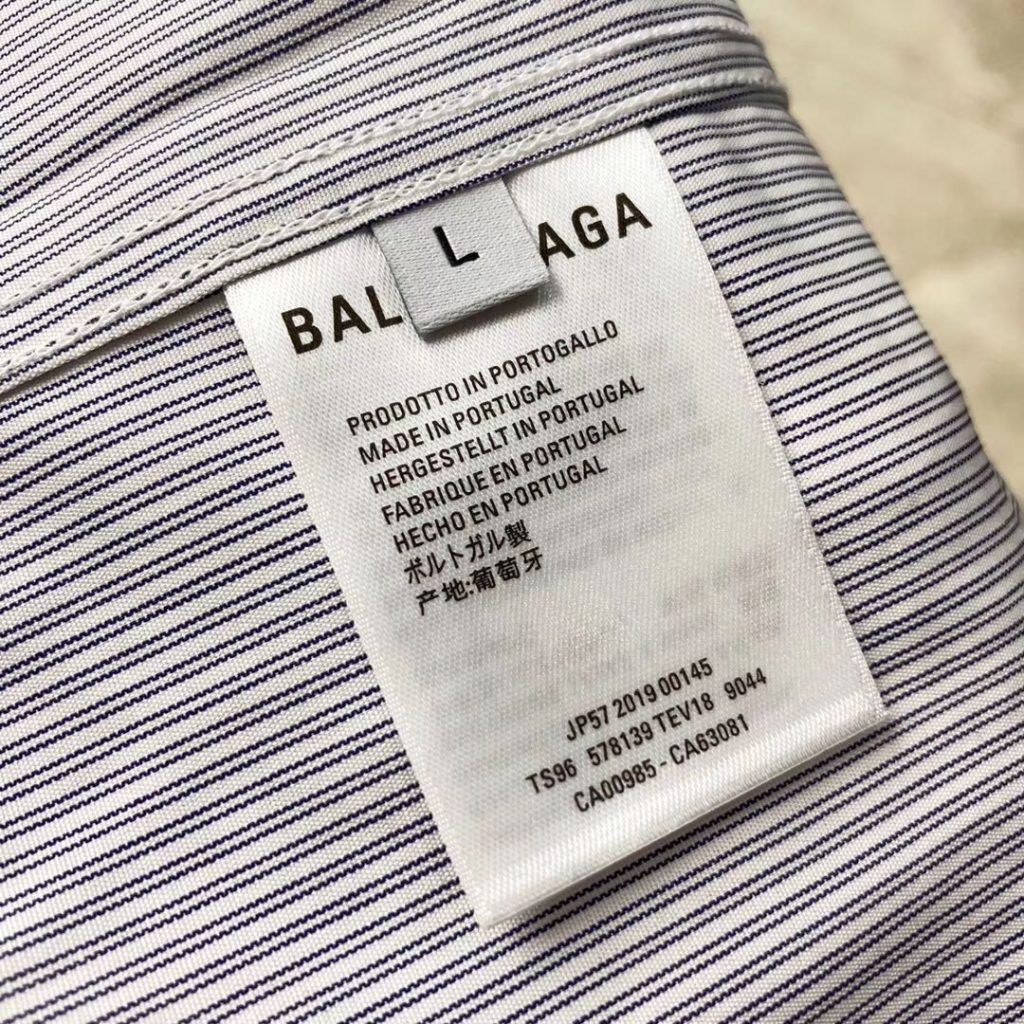 L
BAL AGA
PRODOTTO IN PORTOGALLO
MADE IN PORTUGAL
HERGESTELLT IN PORTUGAL
FABRIQUE EN PORTUGAL
HECHO EN PORTUGAL
ポルトガル製
产地:葡萄牙
JP57 2019 00145
TS96 578139 TEV18 9044
CA00985 - CA63081